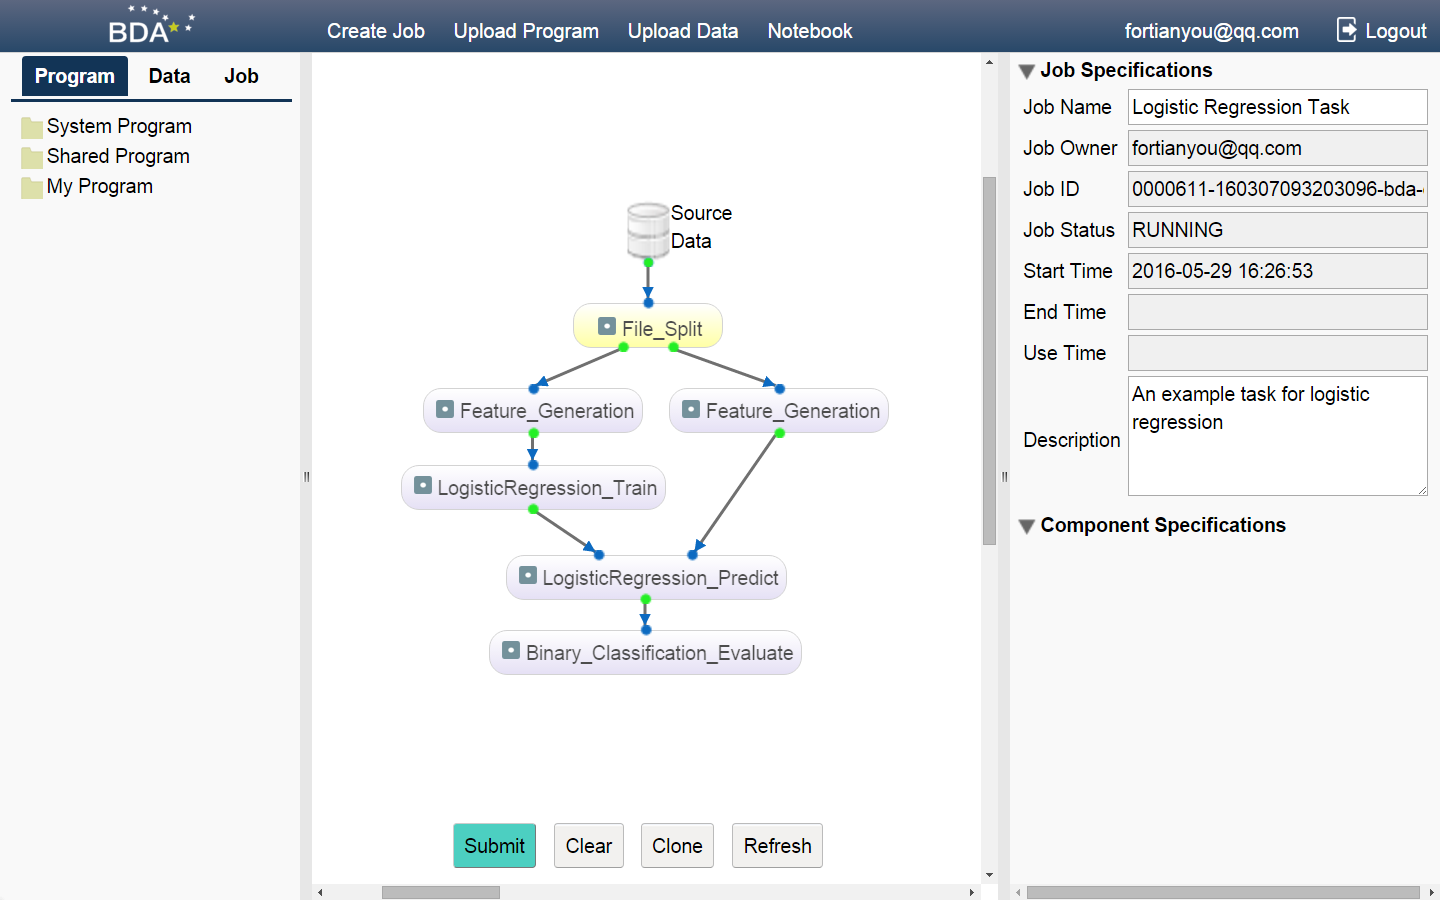 BDA
Create Job
Upload Program
Upload Data
Notebook
fortianyou@qq.com
Logout
Program
Data
Job
System Program
Shared Program
My Program
Source
Data
File_Split
Feature_Generation
Feature_Generation
LogisticRegression_Train
LogisticRegression_Predict
Binary_Classification_Evaluate
Submit
Clear
Clone
Refresh
Job Specifications
Job Name
Logistic Regression Task
Job Owner
fortianyou@qq.com
Job ID
0000611-160307093203096-bda-
Job Status
RUNNING
Start Time
2016-05-29 16:26:53
End Time
Use Time
Description
An example task for logistic
regression
Component Specifications